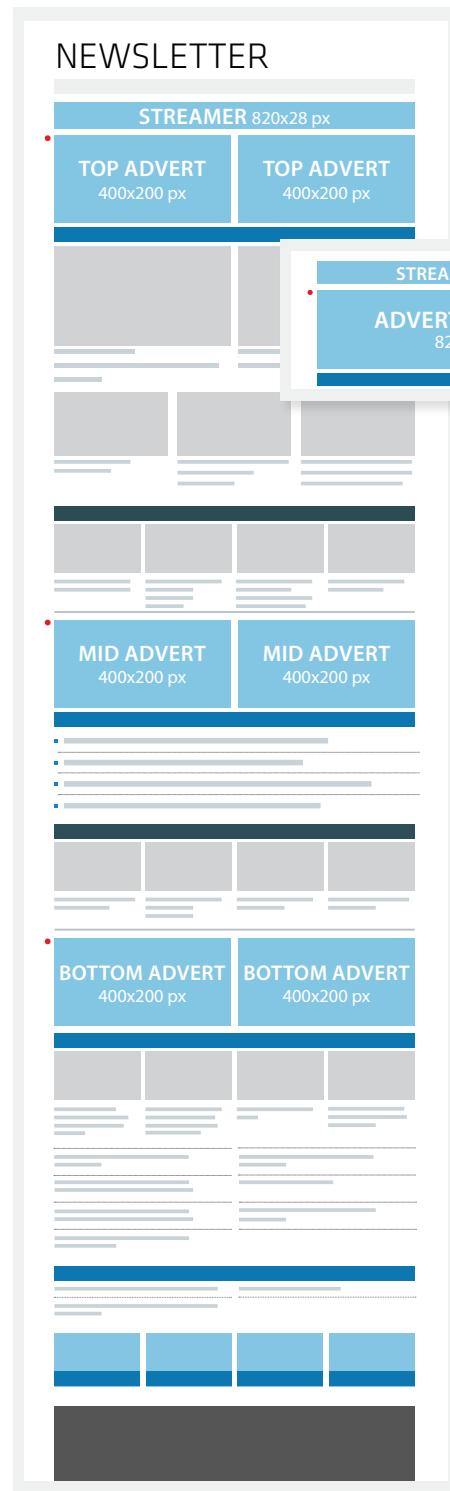 NEWSLETTER
STREAMER 820x28 px
TOP ADVERT
400x200 px
TOP ADVERT
400x200 px
MID ADVERT
400x200 px
MID ADVERT
400x200 px
BOTTOM ADVERT
400x200 px
BOTTOM ADVERT
400x200 px